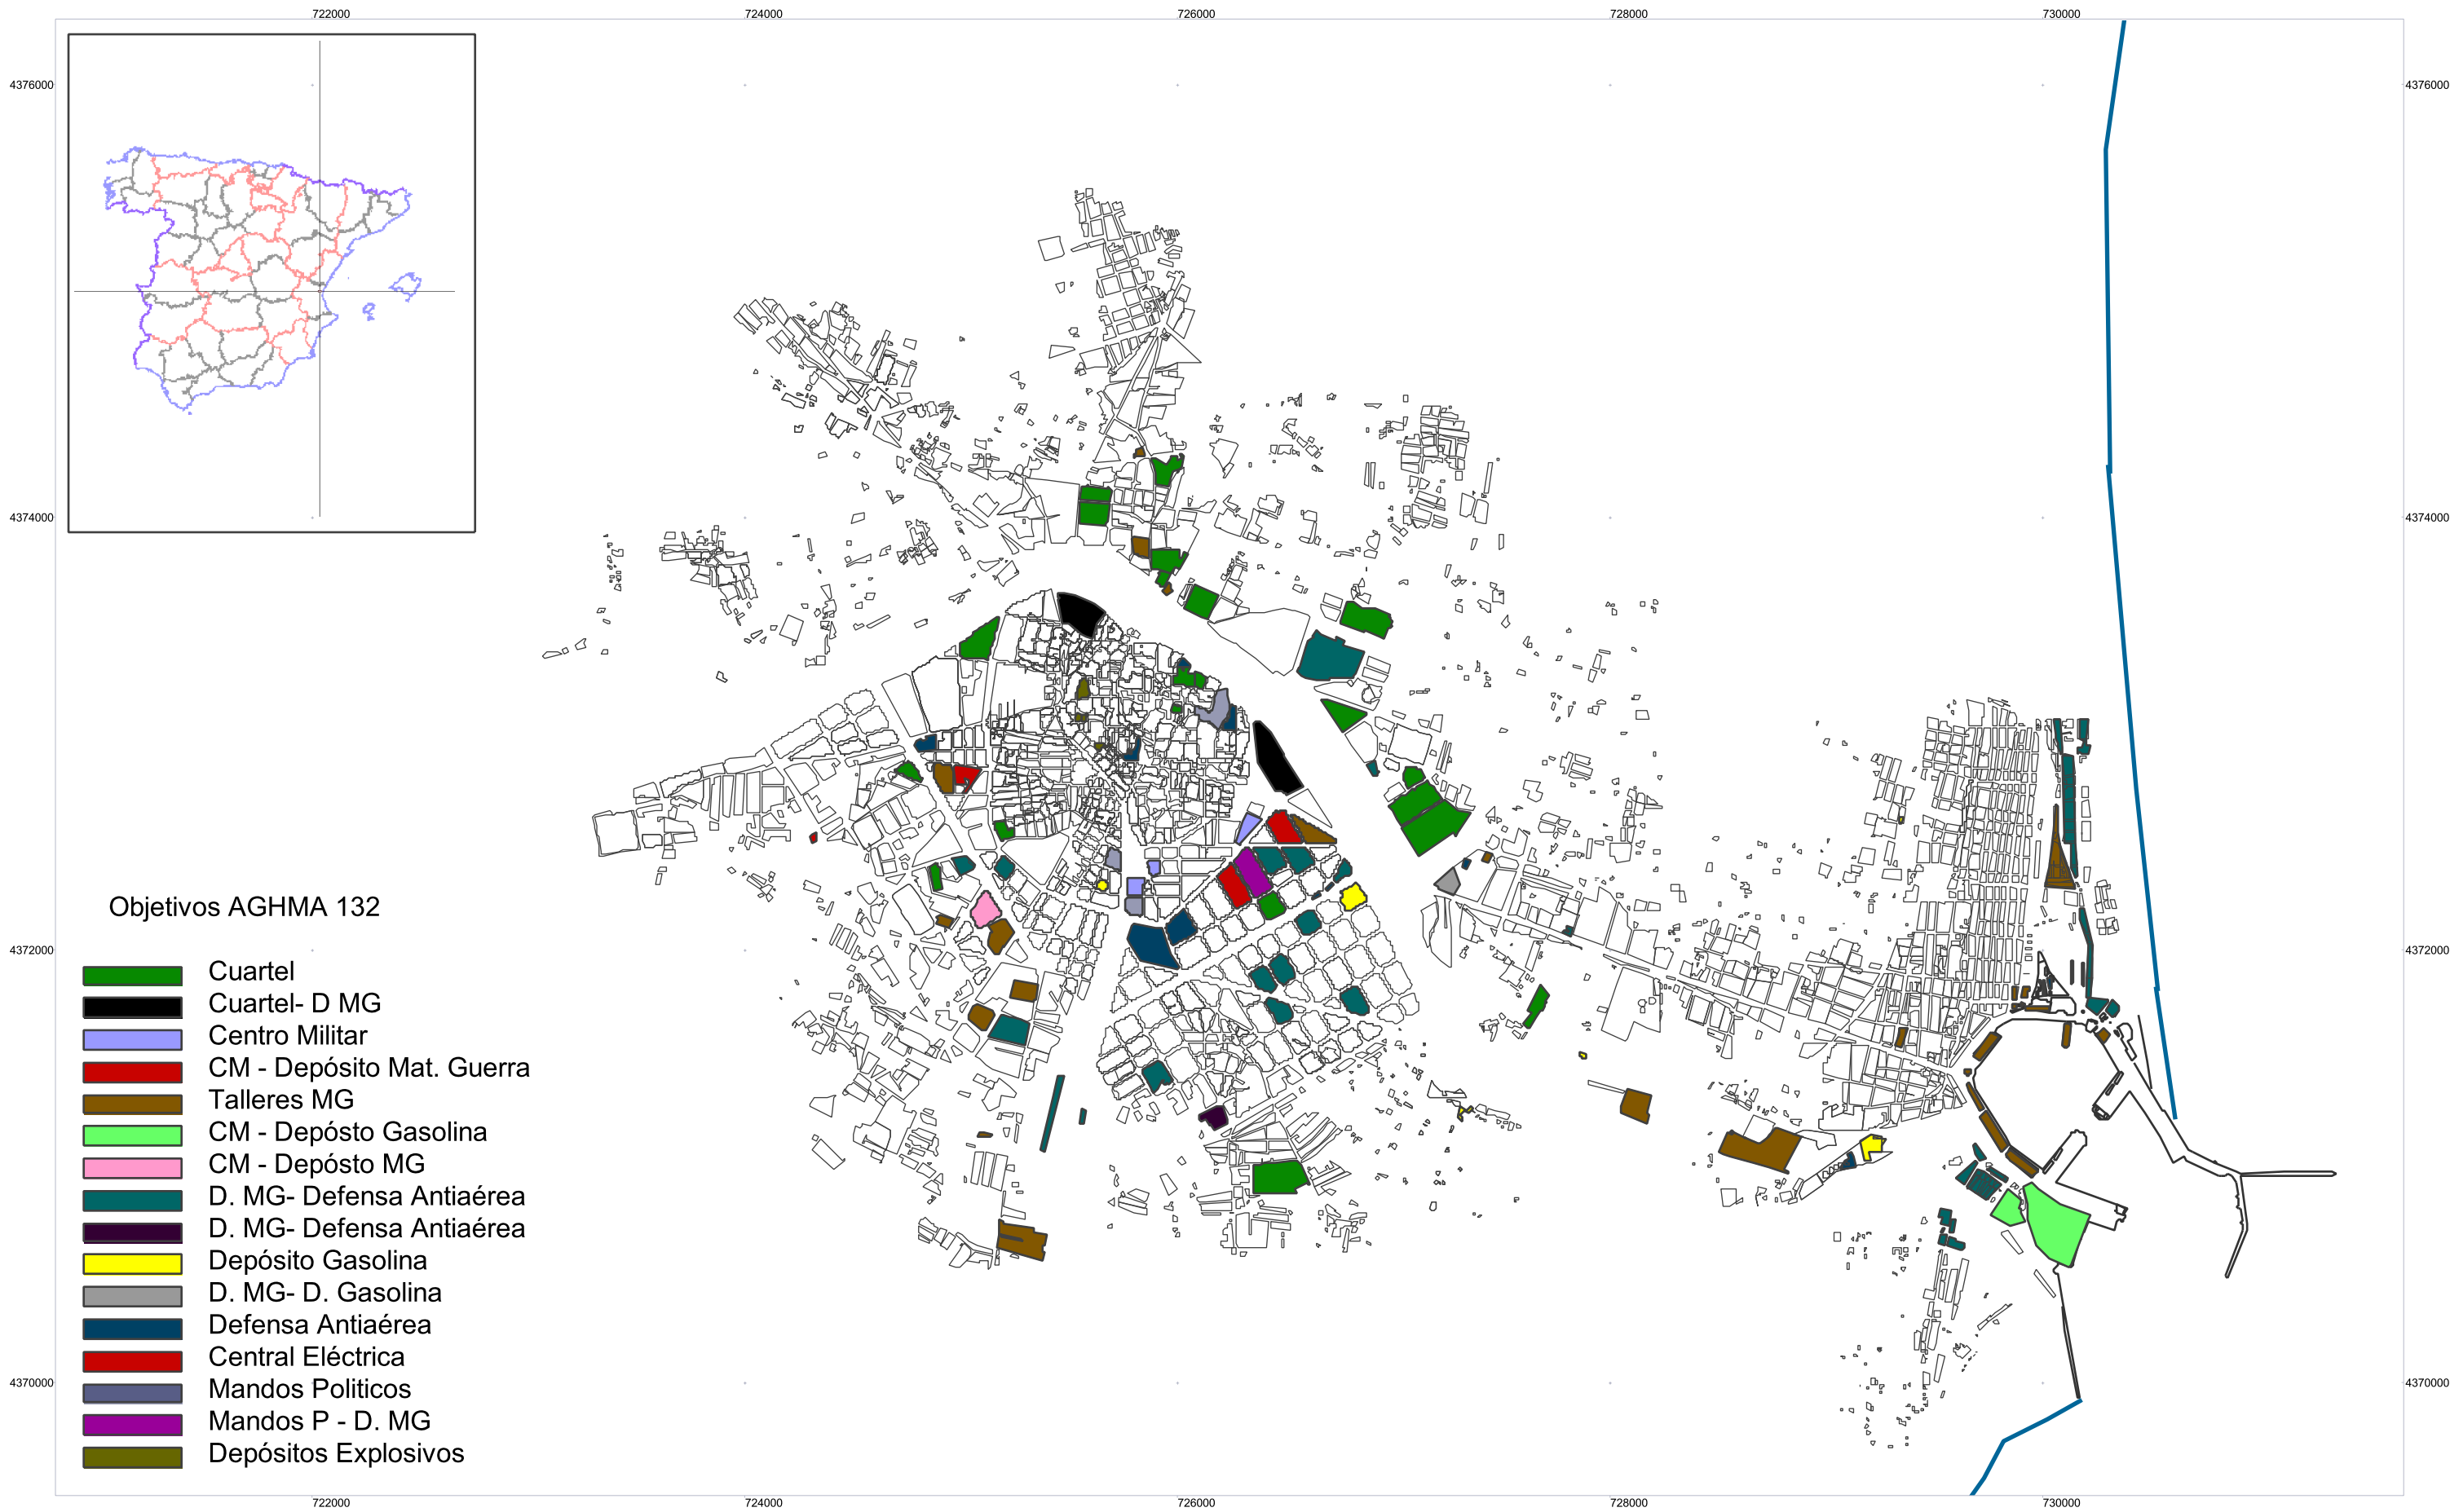 722000 724000 726000 728000 730000
4376000 4376000
4374000 4374000
Objetivos AGHMA 132
4372000 4372000
Cuartel
Cuartel- D MG
Centro Militar
CM - Depósito Mat. Guerra
Talleres MG
CM - Depósto Gasolina
CM - Depósto MG
D. MG- Defensa Antiaérea
D. MG- Defensa Antiaérea
Depósito Gasolina
D. MG- D. Gasolina
Defensa Antiaérea
Central Eléctrica
4370000 4370000
Mandos Politicos
Mandos P - D. MG
Depósitos Explosivos
722000 724000 726000 728000 730000